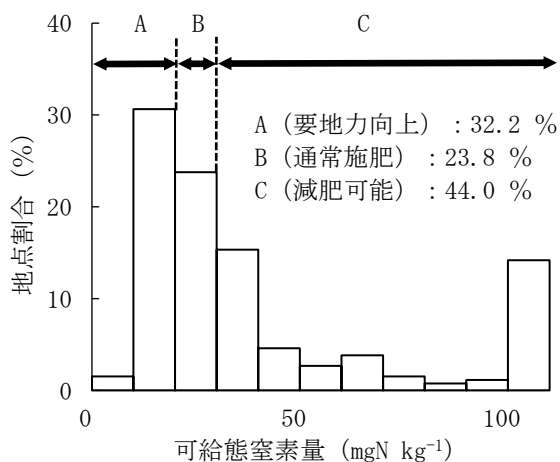 A B C
40
30
20
10
0
地点割合 (%)
A (要地力向上) : 32.2 %
B (通常施肥) : 23.8 %
C (減肥可能) : 44.0 %
0 50 100
可給態窒素量 (mgN kg⁻¹)